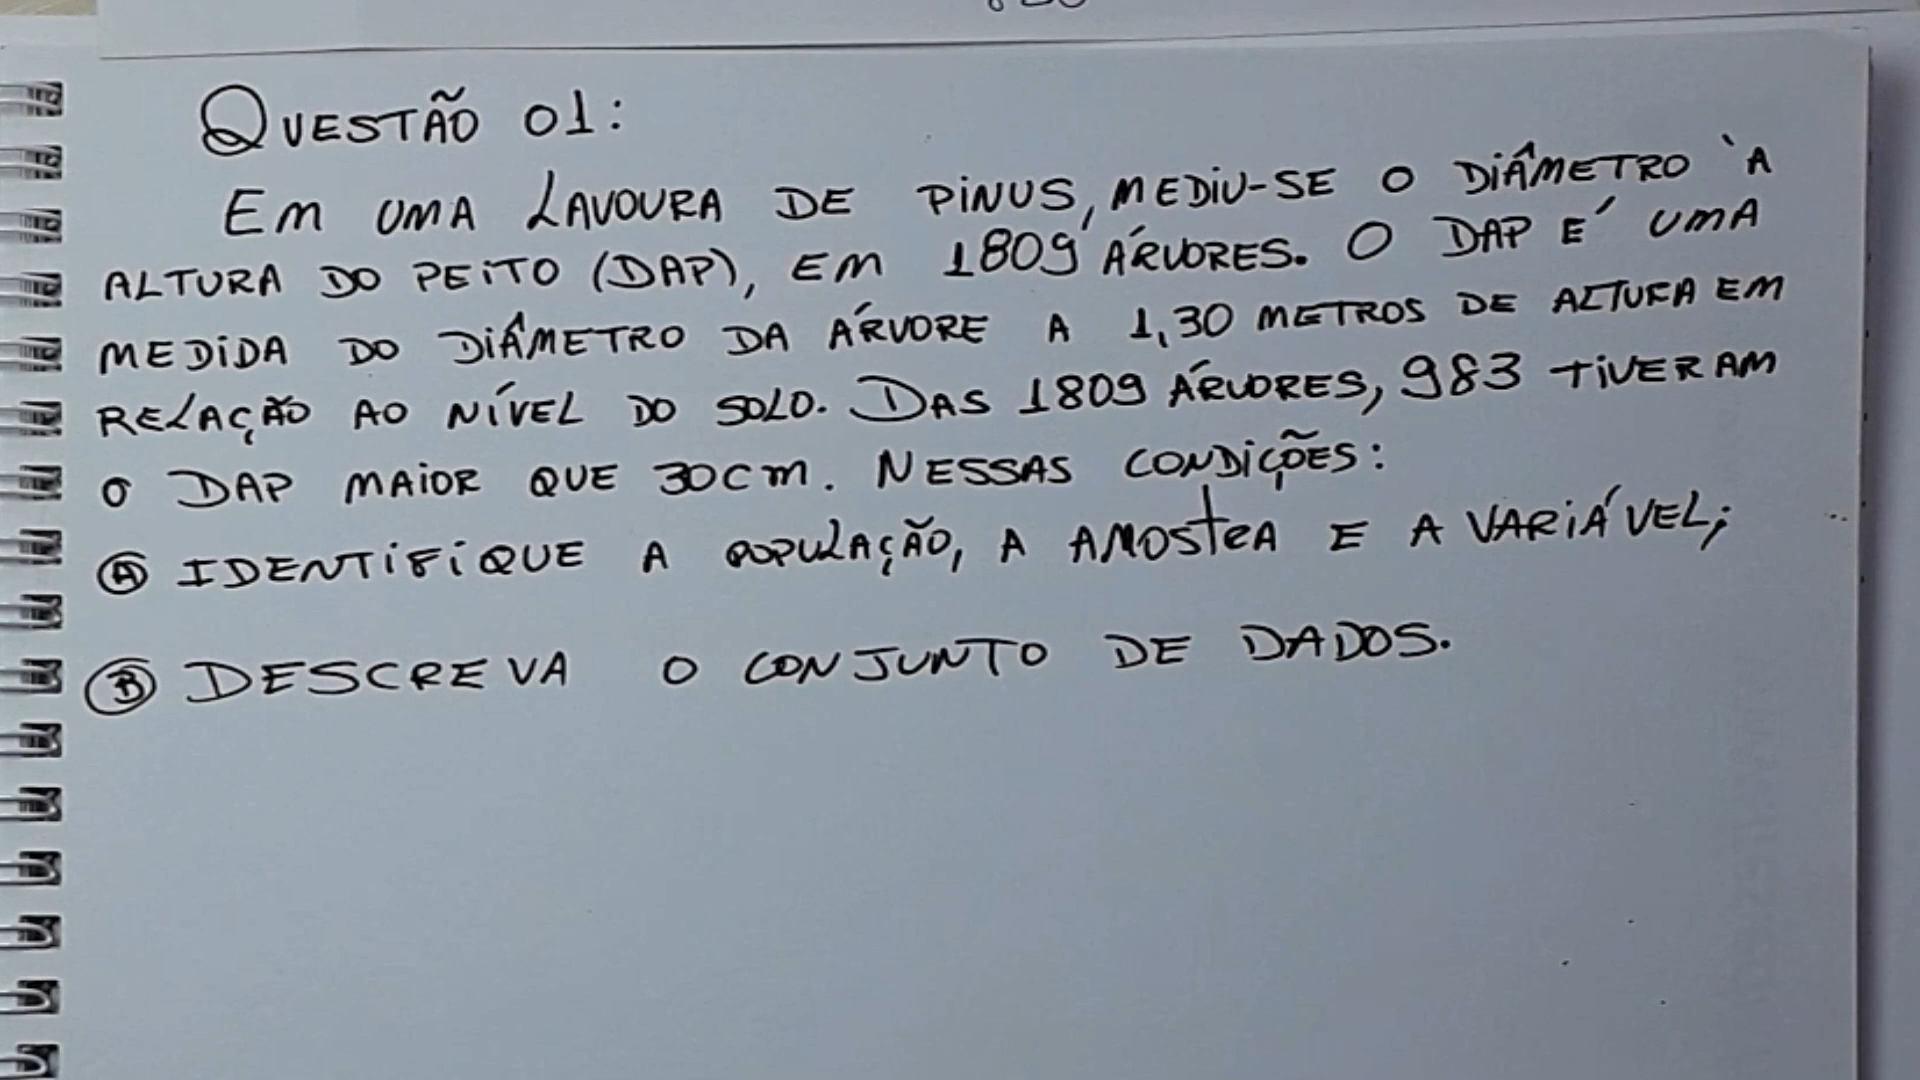 QUESTÃO 01:
EM UMA LAVOURA DE PINUS, MEDIU-SE O DIÂMETRO À
ALTURA DO PEITO (DAP), EM 1809 ÁRVORES. O DAP É UMA
MEDIDA DO DIÂMETRO DA ÁRVORE A 1,30 METROS DE ALTURA EM
RELAÇÃO AO NÍVEL DO SOLO. DAS 1809 ÁRVORES, 983 TIVERAM
O DAP MAIOR QUE 30cm. NESSAS CONDIÇÕES:
Ⓐ IDENTIFIQUE A POPULAÇÃO, A AMOSTRA E A VARIÁVEL;
Ⓑ DESCREVA O CONJUNTO DE DADOS.